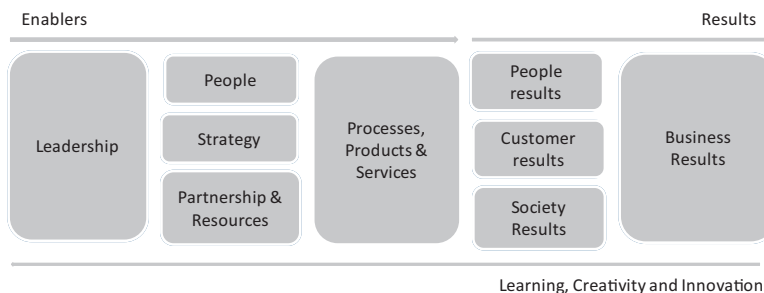 Enablers
Results
Leadership
People
Strategy
Partnership &
Resources
Processes,
Products &
Services
People
results
Customer
results
Society
Results
Business
Results
Learning, Creativity and Innovation